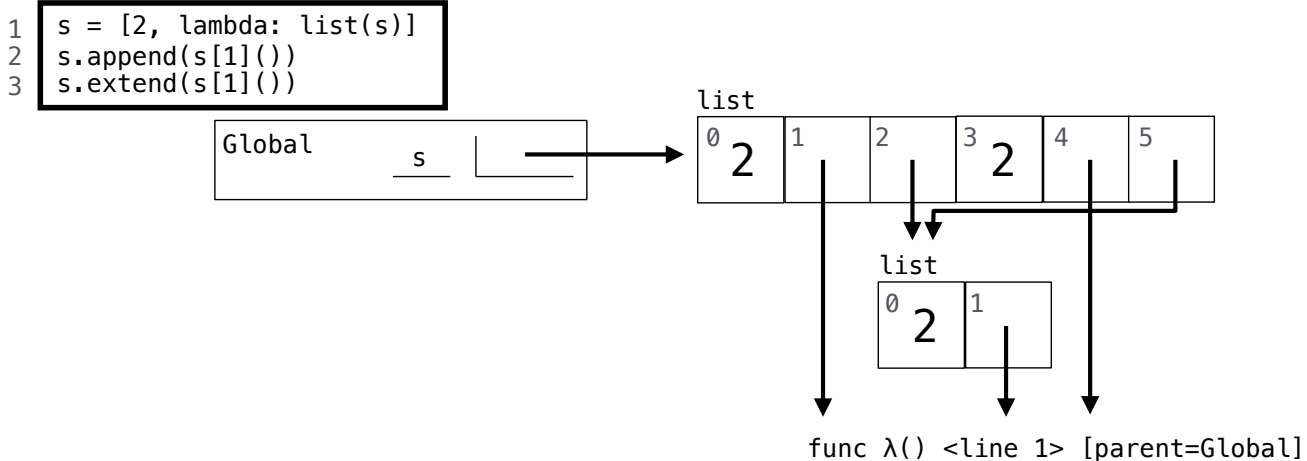 1 s = [2, lambda: list(s)]
2 s.append(s[1]())
3 s.extend(s[1]())
list
Global s
0 2 1 2 3 2 4 5
list
0 2 1
func λ() <line 1> [parent=Global]